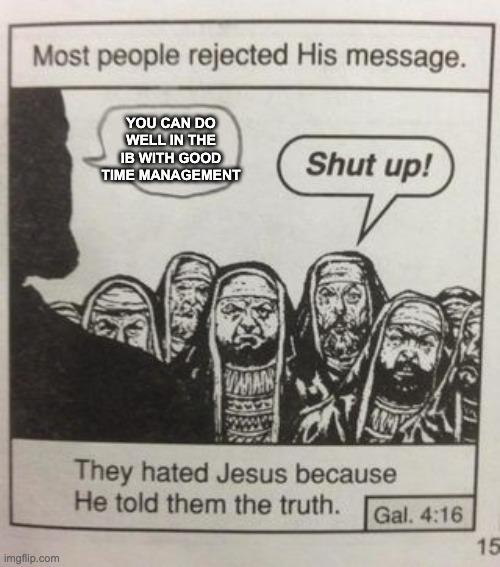 Most people rejected His message.
YOU CAN DO
WELL IN THE
IB WITH GOOD
TIME MANAGEMENT
Shut up!
They hated Jesus because
He told them the truth.
Gal. 4:16
15
imgflip.com